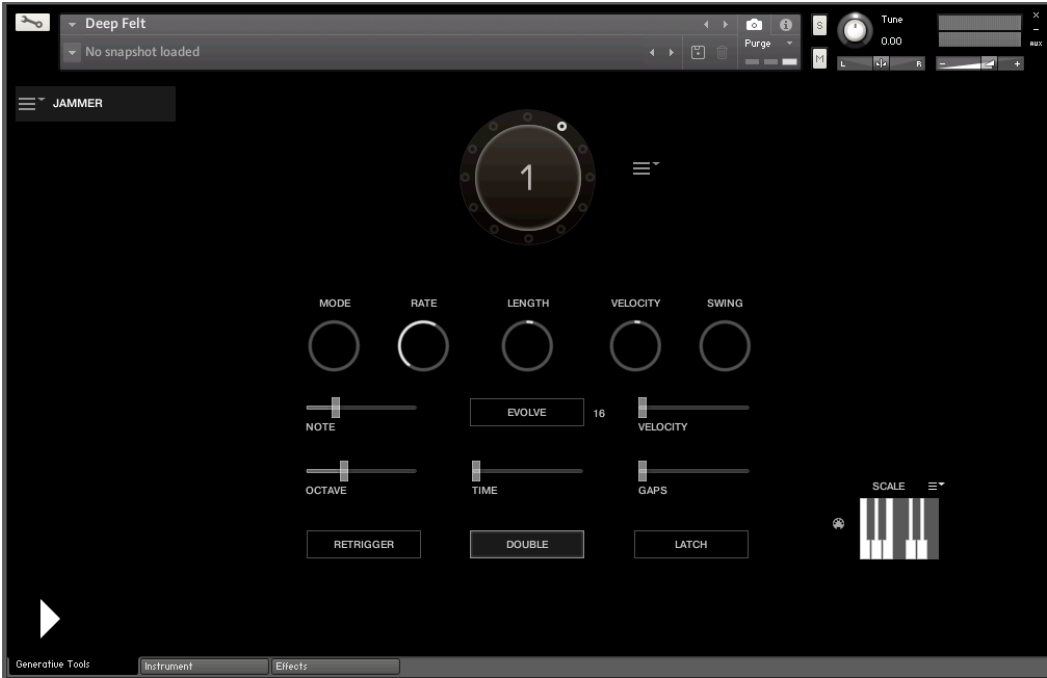 Deep Felt
No snapshot loaded
Purge
S
M
Tune
0.00
L R
- +
×
-
aux
JAMMER
1
MODE RATE LENGTH VELOCITY SWING
NOTE
EVOLVE 16
VELOCITY
OCTAVE TIME GAPS
SCALE
RETRIGGER DOUBLE LATCH
Generative Tools Instrument Effects